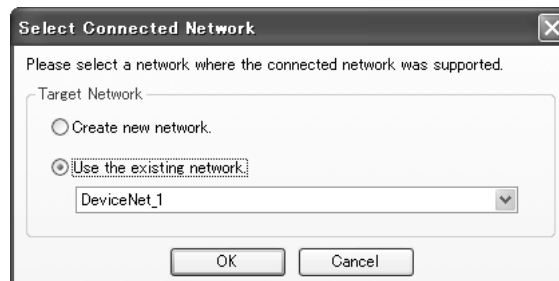 Select Connected Network
Please select a network where the connected network was supported.
Target Network
Create new network.
Use the existing network.
DeviceNet_1
OK
Cancel